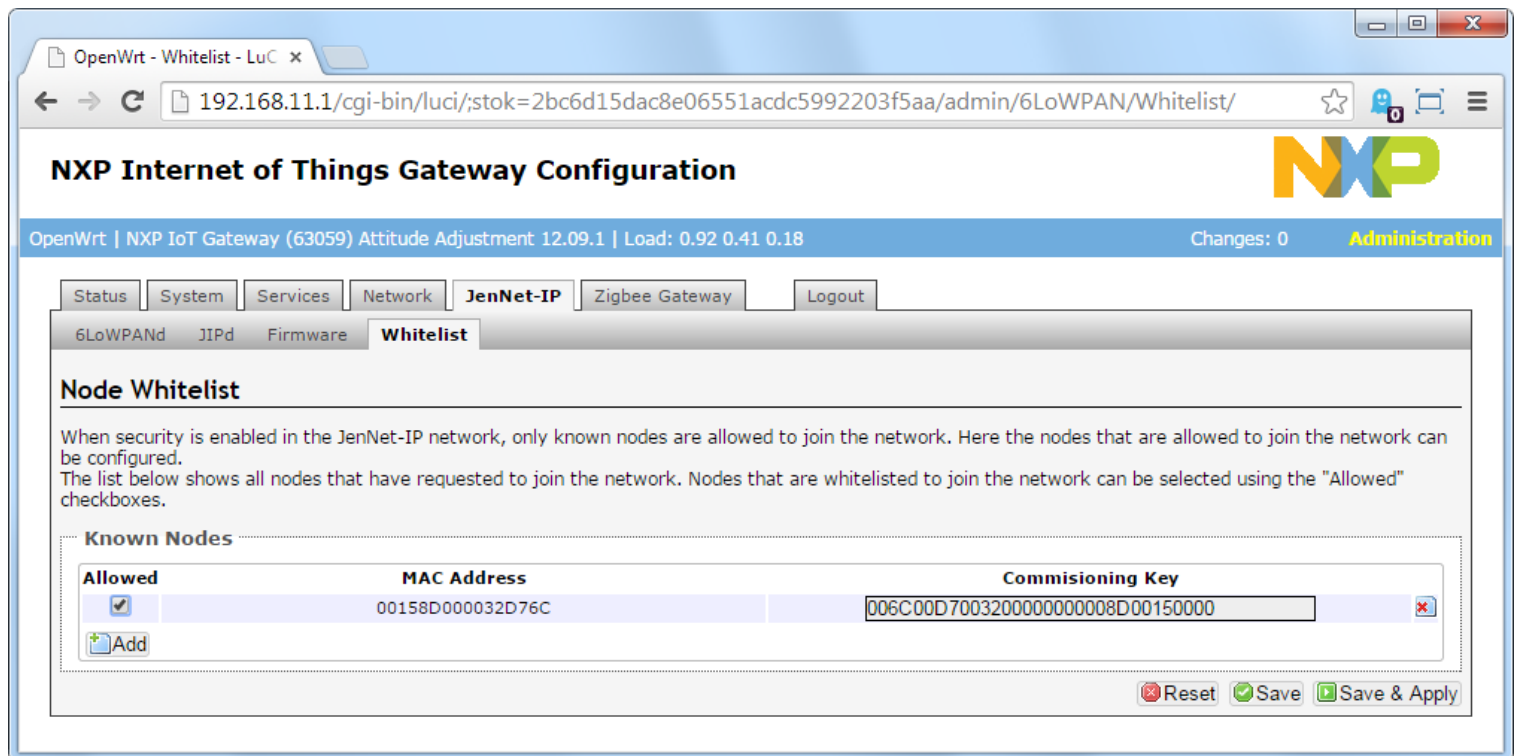 OpenWrt - Whitelist - LuC
192.168.11.1/cgi-bin/luci/;stok=2bc6d15dac8e06551acdc5992203f5aa/admin/6LoWPAN/Whitelist/
0
NXP Internet of Things Gateway Configuration
NXP
OpenWrt | NXP IoT Gateway (63059) Attitude Adjustment 12.09.1 | Load: 0.92 0.41 0.18 Changes: 0 Administration
Status System Services Network JenNet-IP Zigbee Gateway Logout
6LoWPANd JIPd Firmware Whitelist
Node Whitelist
When security is enabled in the JenNet-IP network, only known nodes are allowed to join the network. Here the nodes that are allowed to join the network can
be configured.
The list below shows all nodes that have requested to join the network. Nodes that are whitelisted to join the network can be selected using the "Allowed"
checkboxes.
Known Nodes
Allowed MAC Address Commisioning Key
00158D000032D76C 006C00D7003200000000008D00150000
Add
Reset Save Save & Apply